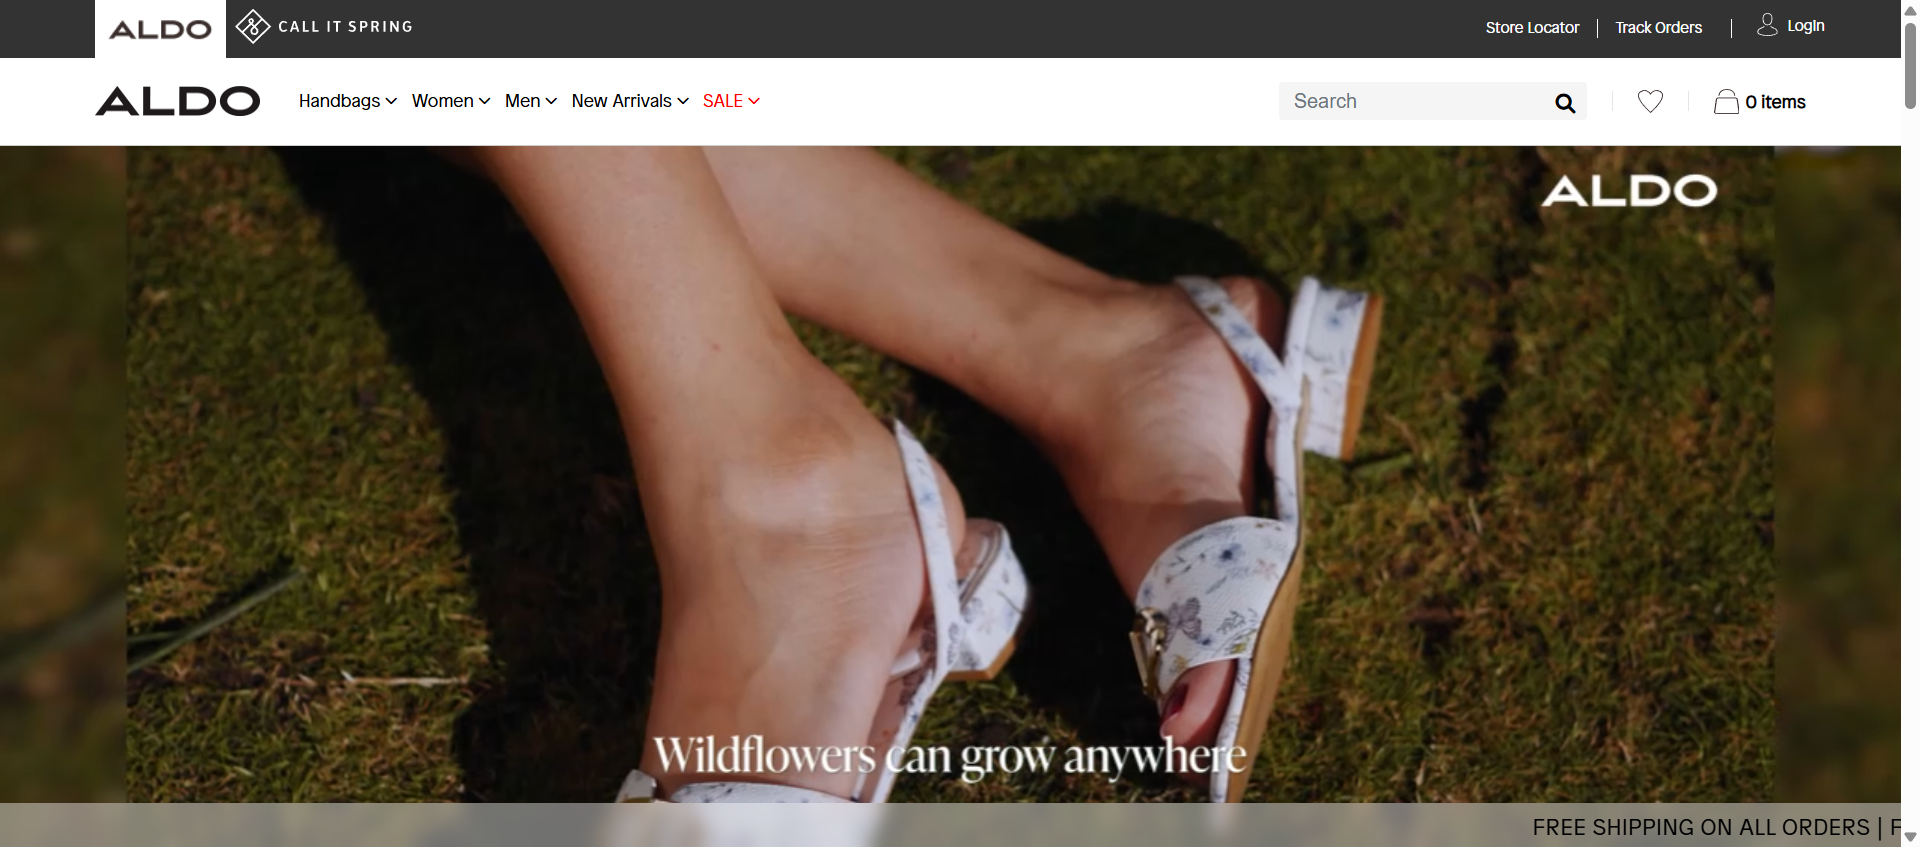 ALDO
CALL IT SPRING
Store Locator
Track Orders
Login
ALDO
Handbags
Women
Men
New Arrivals
SALE
Search
0 items
ALDO
Wildflowers can grow anywhere
FREE SHIPPING ON ALL ORDERS | F